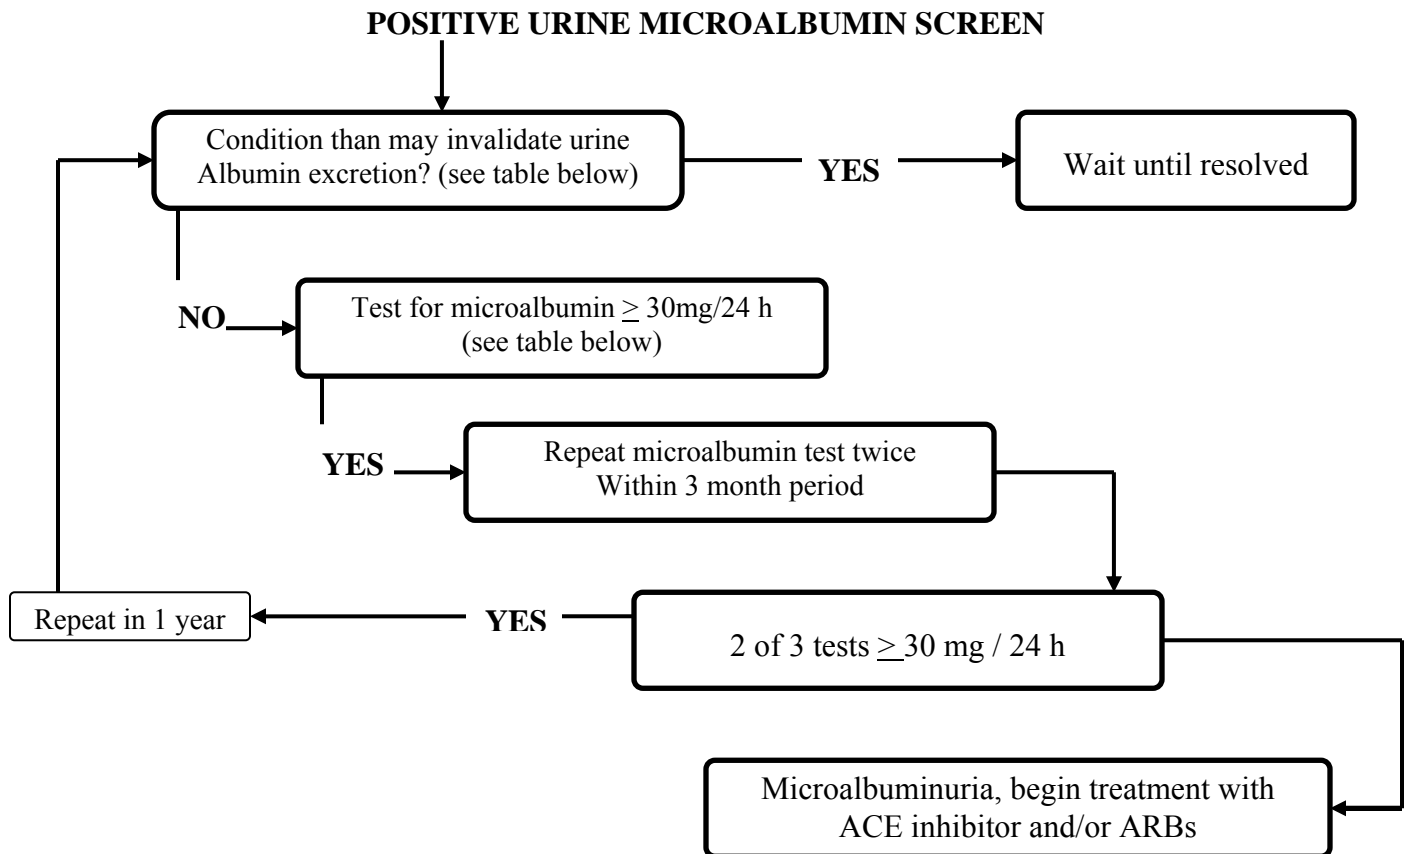 POSITIVE URINE MICROALBUMIN SCREEN
Condition than may invalidate urine
Albumin excretion? (see table below)
YES
Wait until resolved
NO
Test for microalbumin ≥ 30mg/24 h
(see table below)
YES
Repeat microalbumin test twice
Within 3 month period
Repeat in 1 year
YES
2 of 3 tests ≥ 30 mg / 24 h
Microalbuminuria, begin treatment with
ACE inhibitor and/or ARBs